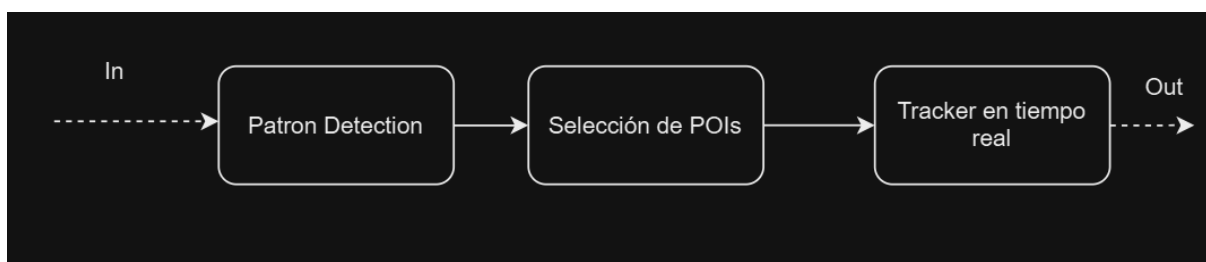 In
Patron Detection
Selección de POIs
Tracker en tiempo
real
Out